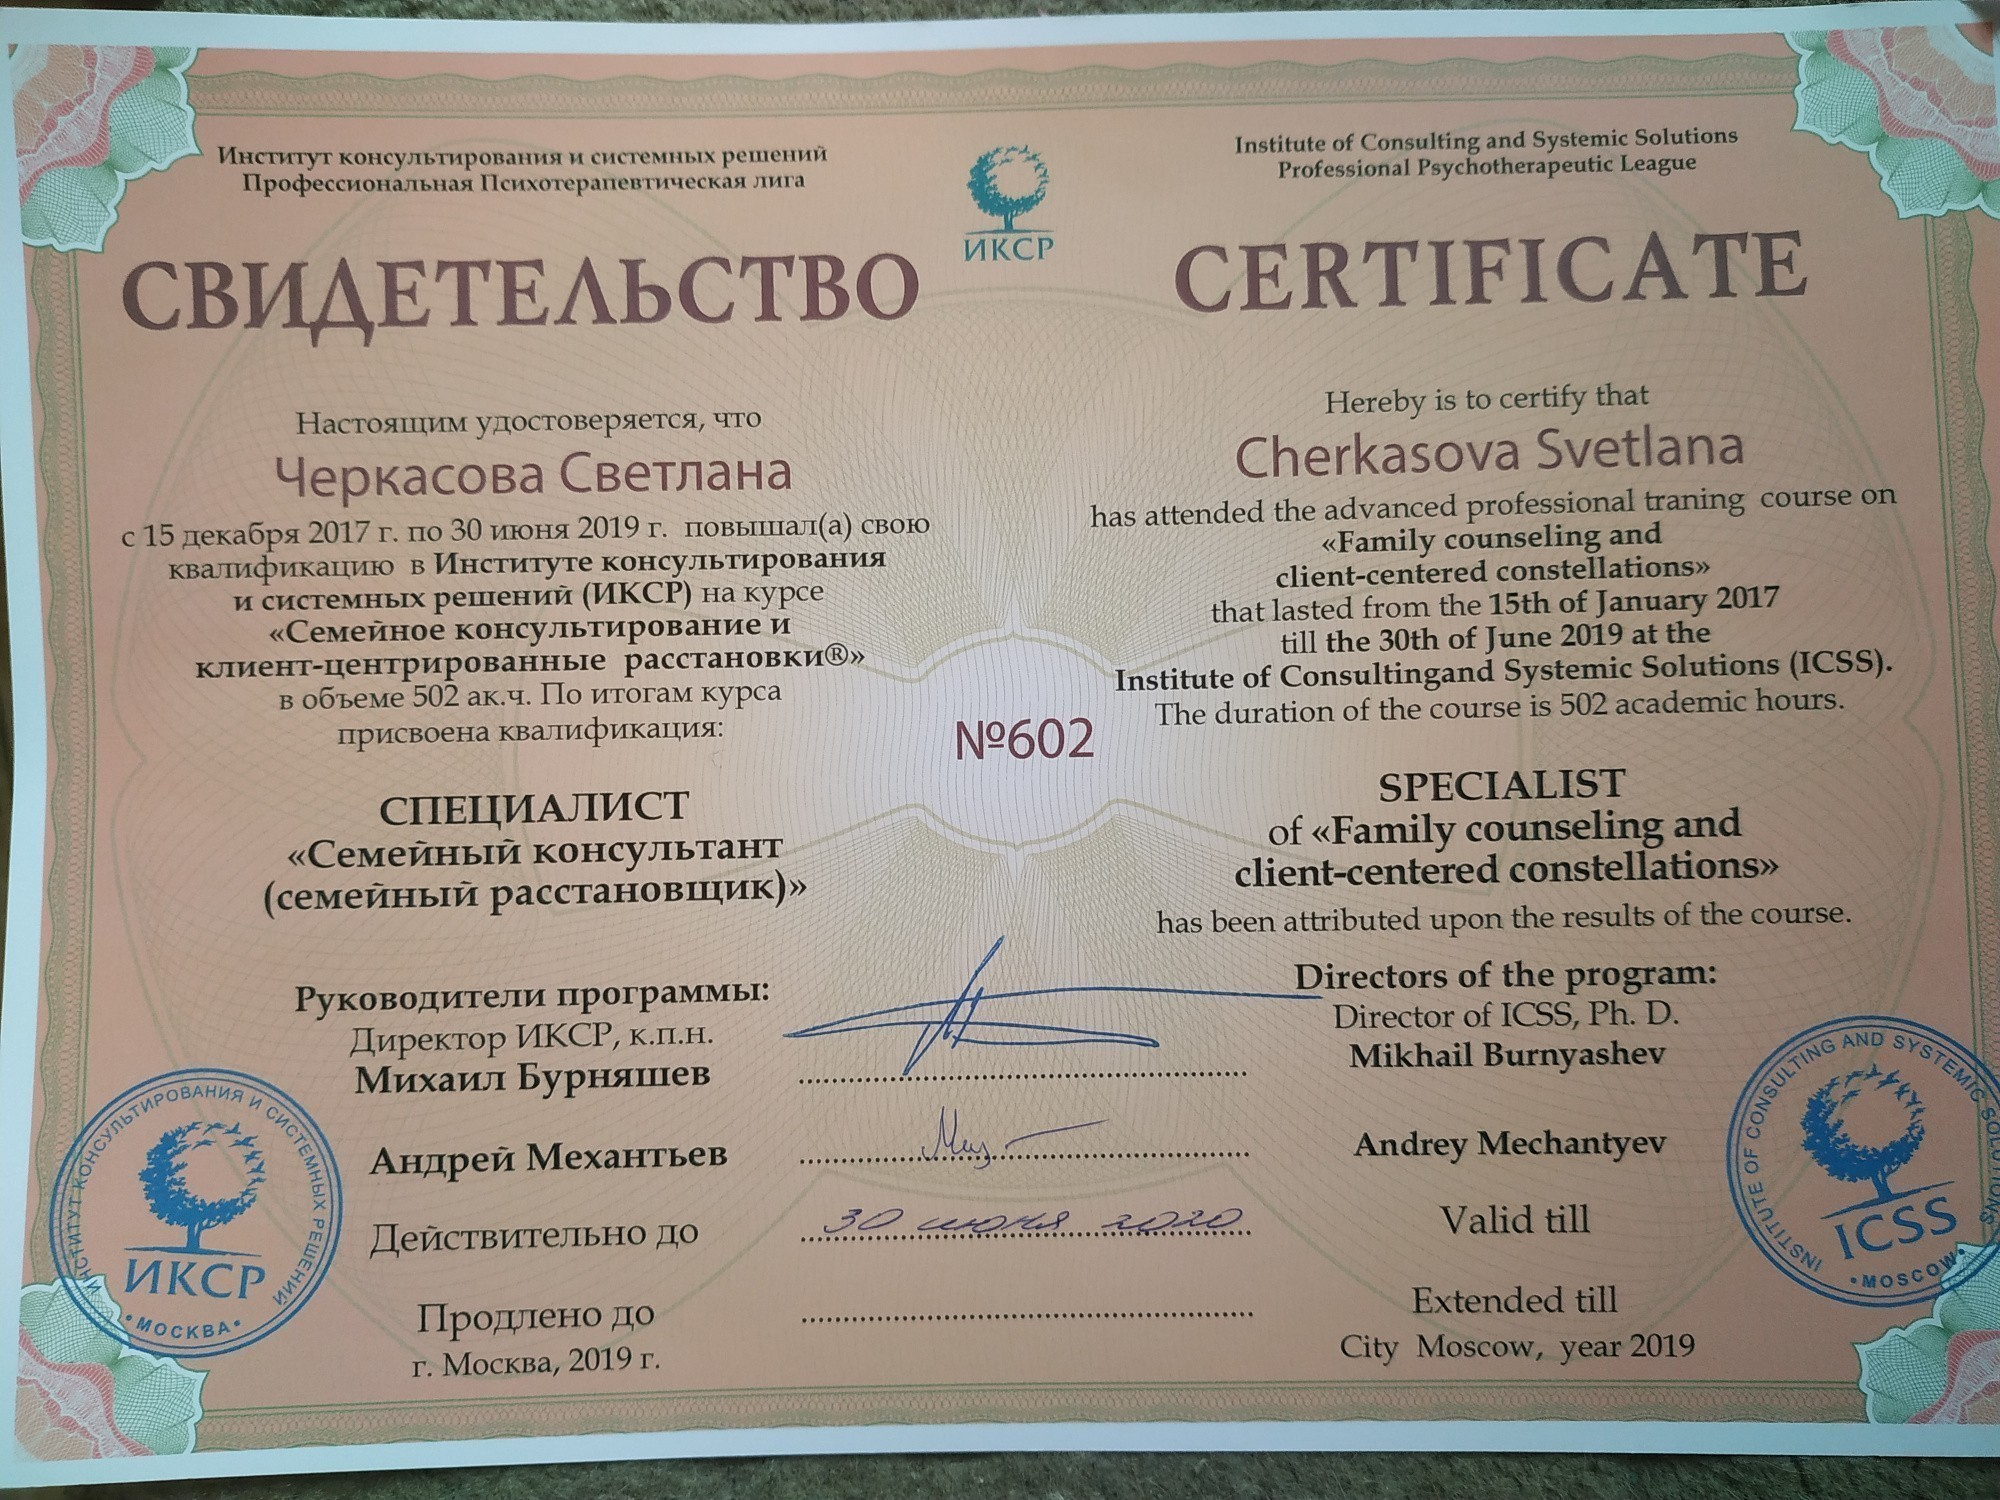 Институт консультирования и системных решений
Профессиональная Психотерапевтическая лига
ИКСР
Institute of Consulting and Systemic Solutions
Professional Psychotherapeutic League
СВИДЕТЕЛЬСТВО
CERTIFICATE
Настоящим удостоверяется, что
Черкасова Светлана
с 15 декабря 2017 г. по 30 июня 2019 г. повышал(а) свою
квалификацию в Институте консультирования
и системных решений (ИКСР) на курсе
«Семейное консультирование и
клиент-центрированные расстановки®»
в объеме 502 ак.ч. По итогам курса
присвоена квалификация:
СПЕЦИАЛИСТ
«Семейный консультант
(семейный расстановщик)»
№602
Hereby is to certify that
Cherkasova Svetlana
has attended the advanced professional traning course on
«Family counseling and
client-centered constellations»
that lasted from the 15th of January 2017
till the 30th of June 2019 at the
Institute of Consultingand Systemic Solutions (ICSS).
The duration of the course is 502 academic hours.
SPECIALIST
of «Family counseling and
client-centered constellations»
has been attributed upon the results of the course.
Руководители программы:
Директор ИКСР, к.п.н.
Михаил Бурняшев
Андрей Механтьев
Действительно до
30 июня 2020
Продлено до
г. Москва, 2019 г.
Directors of the program:
Director of ICSS, Ph. D.
Mikhail Burnyashev
Andrey Mechantyev
Valid till
Extended till
City Moscow, year 2019
ИНСТИТУТ КОНСУЛЬТИРОВАНИЯ И СИСТЕМНЫХ РЕШЕНИЙ
ИКСР
• МОСКВА •
INSTITUTE OF CONSULTING AND SYSTEMIC SOLUTIONS
ICSS
• MOSCOW •